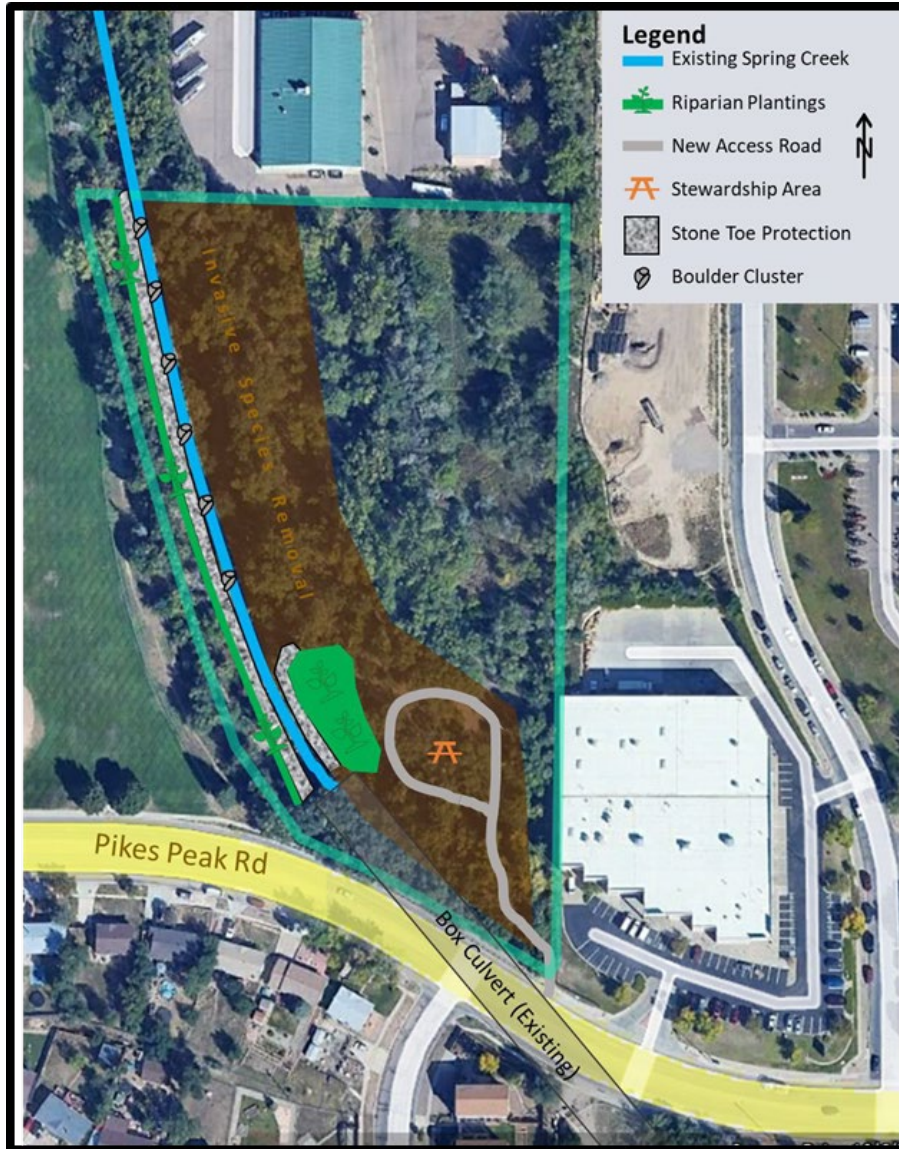 Legend
Existing Spring Creek
Riparian Plantings
New Access Road
Stewardship Area
Stone Toe Protection
Boulder Cluster
N
Invasive Species Removal
Pikes Peak Rd
Box Culvert (Existing)